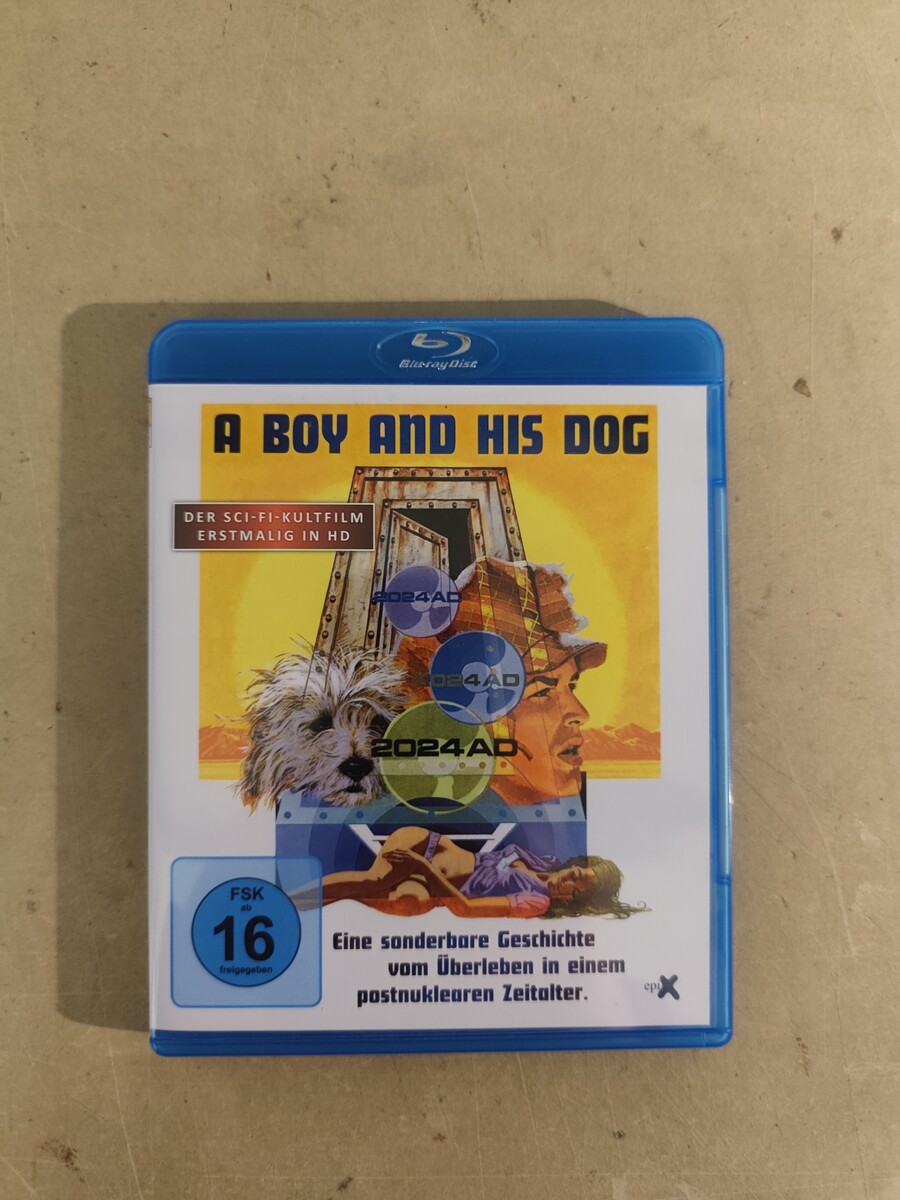 Blu-ray Disc
A BOY AND HIS DOG
DER SCI-FI-KULTFILM
ERSTMALIG IN HD
2024AD
2024AD
2024AD
FSK
ab
16
freigegeben
Eine sonderbare Geschichte
vom Überleben in einem
postnuklearen Zeitalter.
epiX